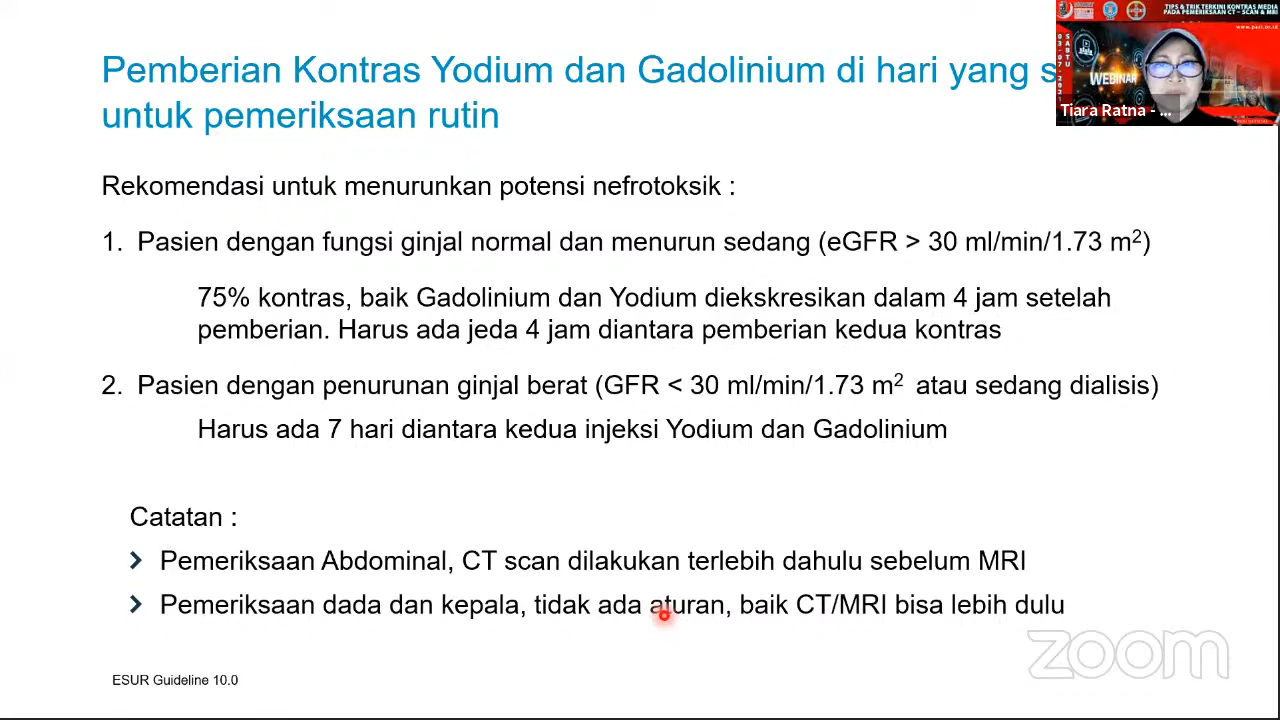 Pemberian Kontras Yodium dan Gadolinium di hari yang s
untuk pemeriksaan rutin
TIPS & TRIK TERKINI KONTRAS MEDIA
PADA PEMERIKSAAN CT - SCAN & MRI
www.pari.or.id
SABTU
03-07-2021
WEBINAR
Tiara Ratna - ...
Rekomendasi untuk menurunkan potensi nefrotoksik :
1. Pasien dengan fungsi ginjal normal dan menurun sedang (eGFR > 30 ml/min/1.73 m²)
75% kontras, baik Gadolinium dan Yodium diekskresikan dalam 4 jam setelah
pemberian. Harus ada jeda 4 jam diantara pemberian kedua kontras
2. Pasien dengan penurunan ginjal berat (GFR < 30 ml/min/1.73 m² atau sedang dialisis)
Harus ada 7 hari diantara kedua injeksi Yodium dan Gadolinium
Catatan :
Pemeriksaan Abdominal, CT scan dilakukan terlebih dahulu sebelum MRI
Pemeriksaan dada dan kepala, tidak ada aturan, baik CT/MRI bisa lebih dulu
zoom
ESUR Guideline 10.0